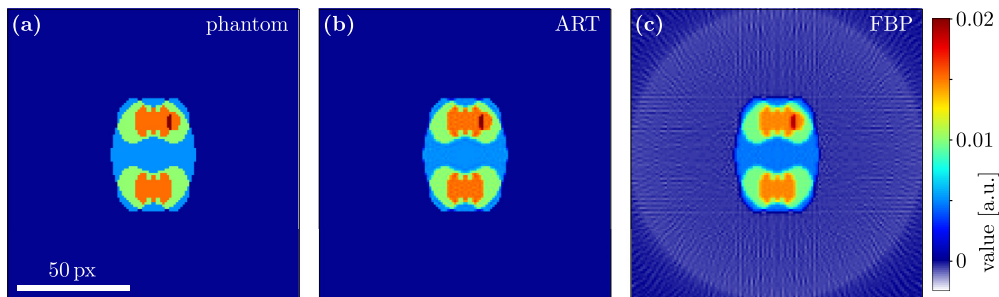 (a) phantom
(b) ART
(c) FBP
50 px
0.02
0.01
0
value [a.u.]